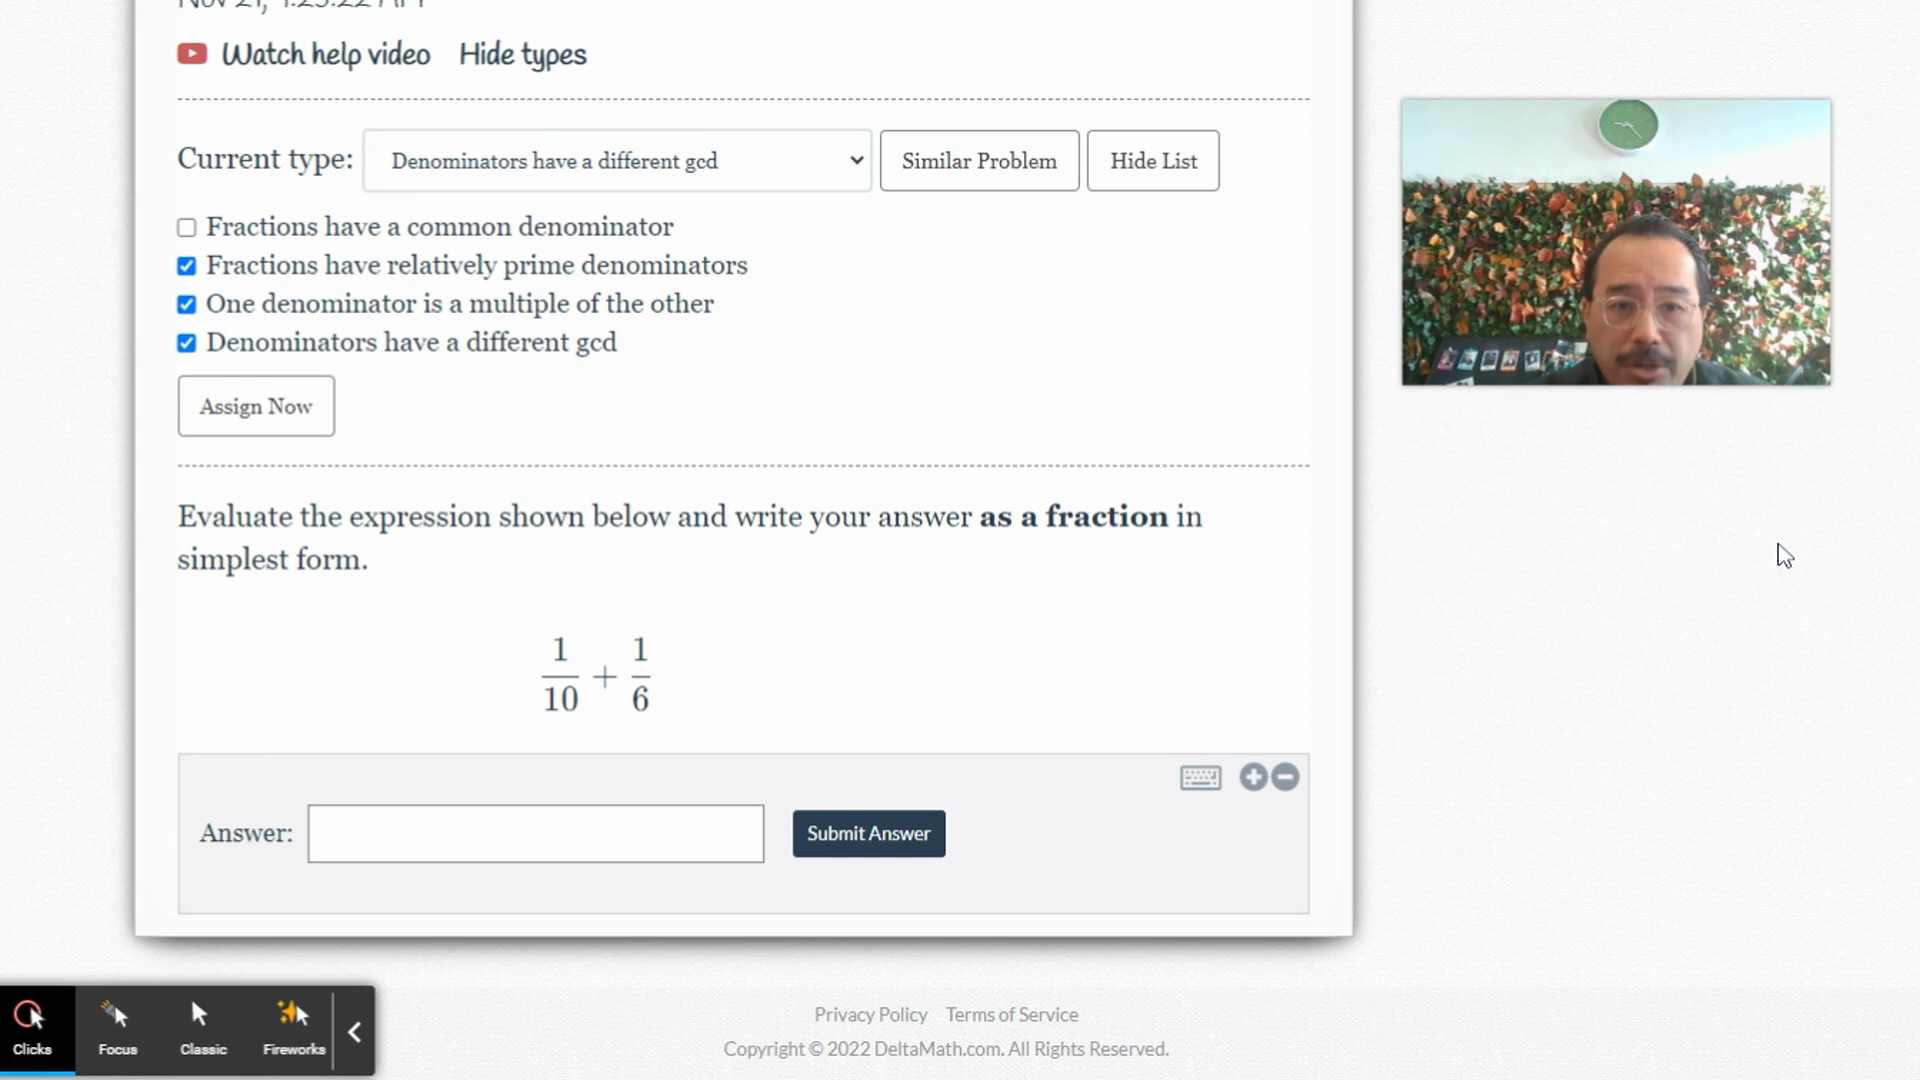 Watch help video Hide types
Current type: Denominators have a different gcd Similar Problem Hide List
Fractions have a common denominator
Fractions have relatively prime denominators
One denominator is a multiple of the other
Denominators have a different gcd
Assign Now
Evaluate the expression shown below and write your answer as a fraction in
simplest form.
1/10 + 1/6
Answer: Submit Answer
Clicks Focus Classic Fireworks
Privacy Policy Terms of Service
Copyright © 2022 DeltaMath.com. All Rights Reserved.